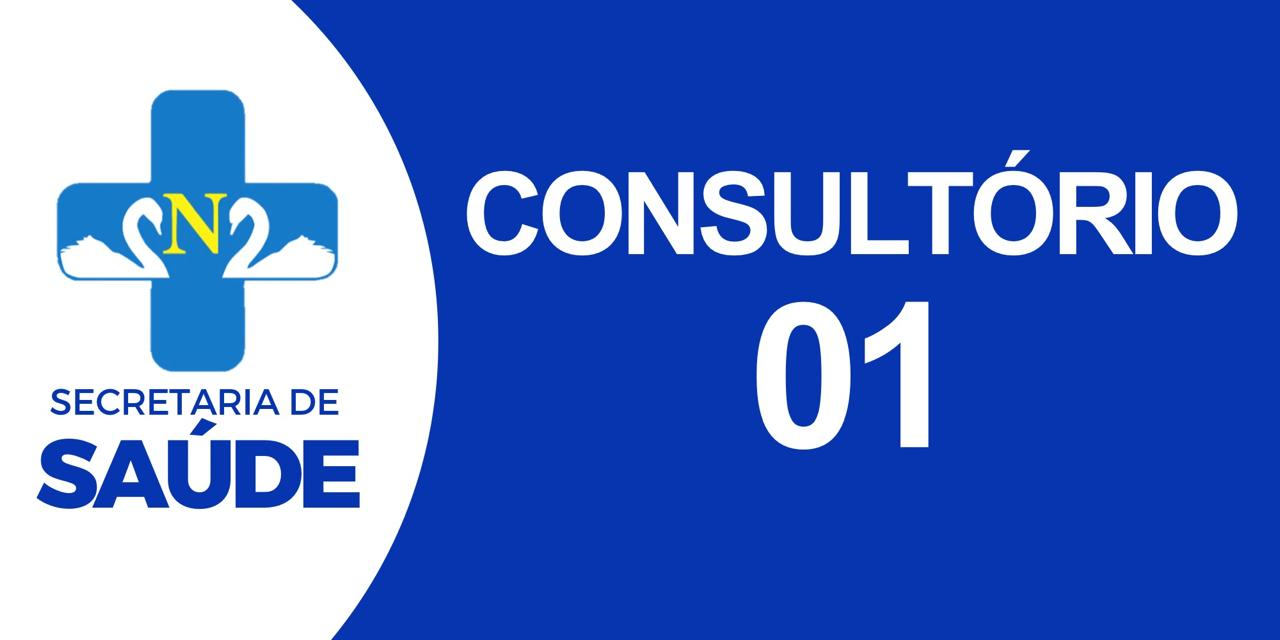 N
SECRETARIA DE
SAÚDE
CONSULTÓRIO
01